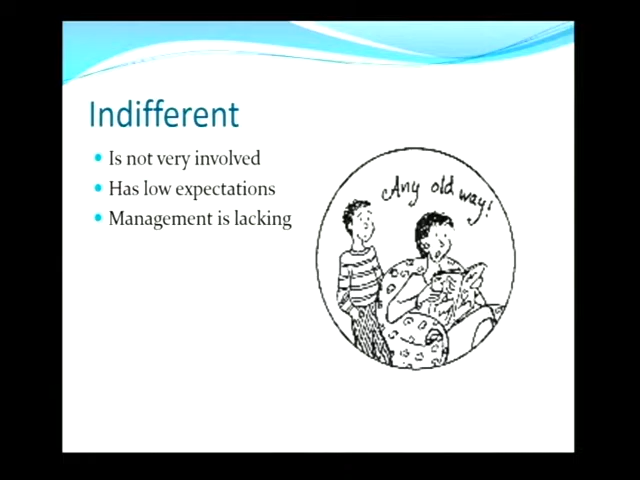 Indifferent
Is not very involved
Has low expectations
Management is lacking
Any old way!